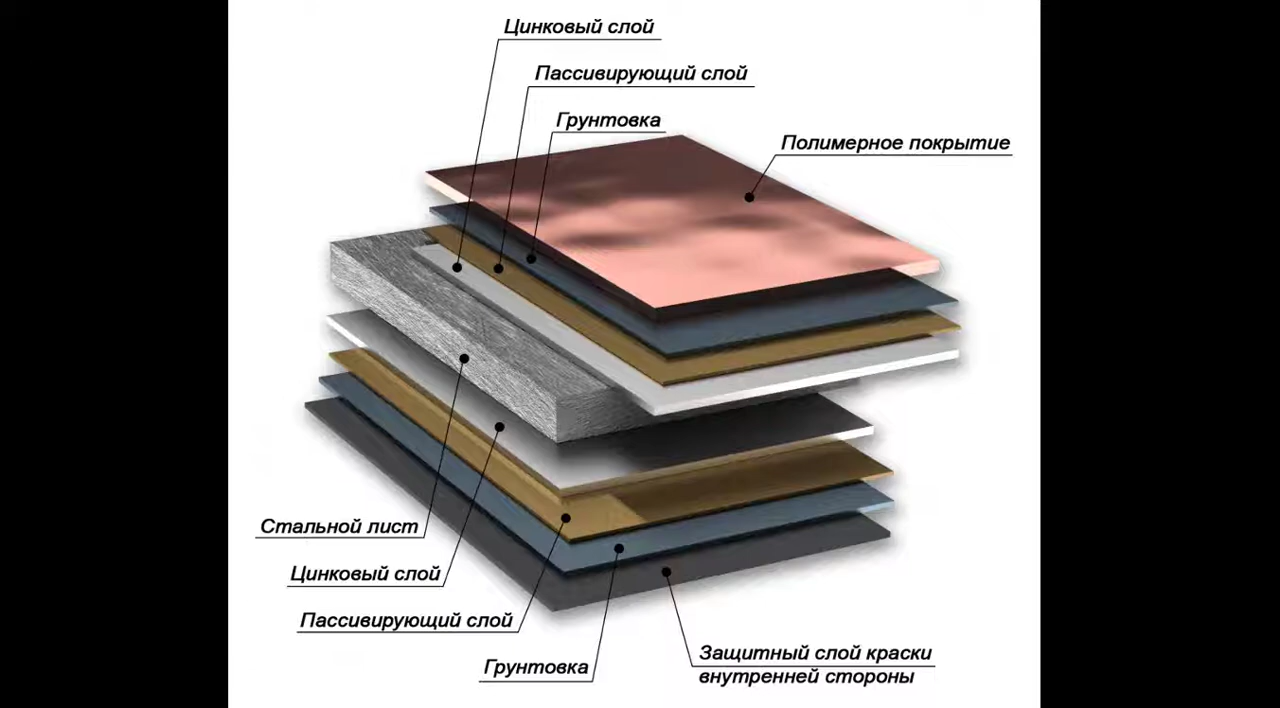 Цинковый слой
Пассивирующий слой
Грунтовка
Полимерное покрытие
Стальной лист
Цинковый слой
Пассивирующий слой
Грунтовка
Защитный слой краски
внутренней стороны